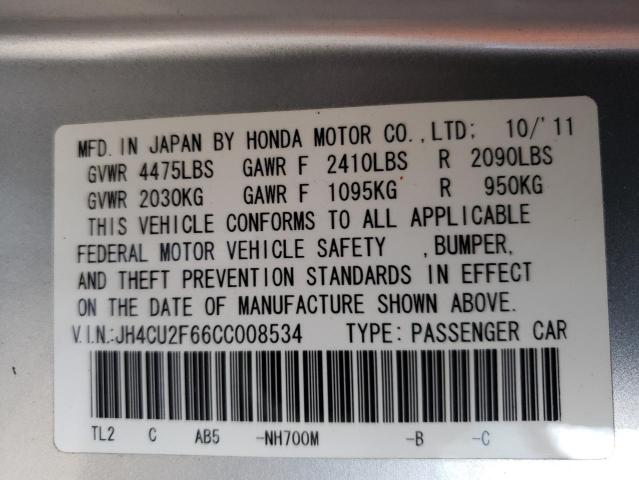 MFD. IN JAPAN BY HONDA MOTOR CO., LTD; 10/'11
GVWR 4475LBS GAWR F 2410LBS R 2090LBS
GVWR 2030KG GAWR F 1095KG R 950KG
THIS VEHICLE CONFORMS TO ALL APPLICABLE
FEDERAL MOTOR VEHICLE SAFETY , BUMPER,
AND THEFT PREVENTION STANDARDS IN EFFECT
ON THE DATE OF MANUFACTURE SHOWN ABOVE.
V.I.N.:JH4CU2F66CC008534 TYPE: PASSENGER CAR
TL2 C AB5 -NH700M -B -C